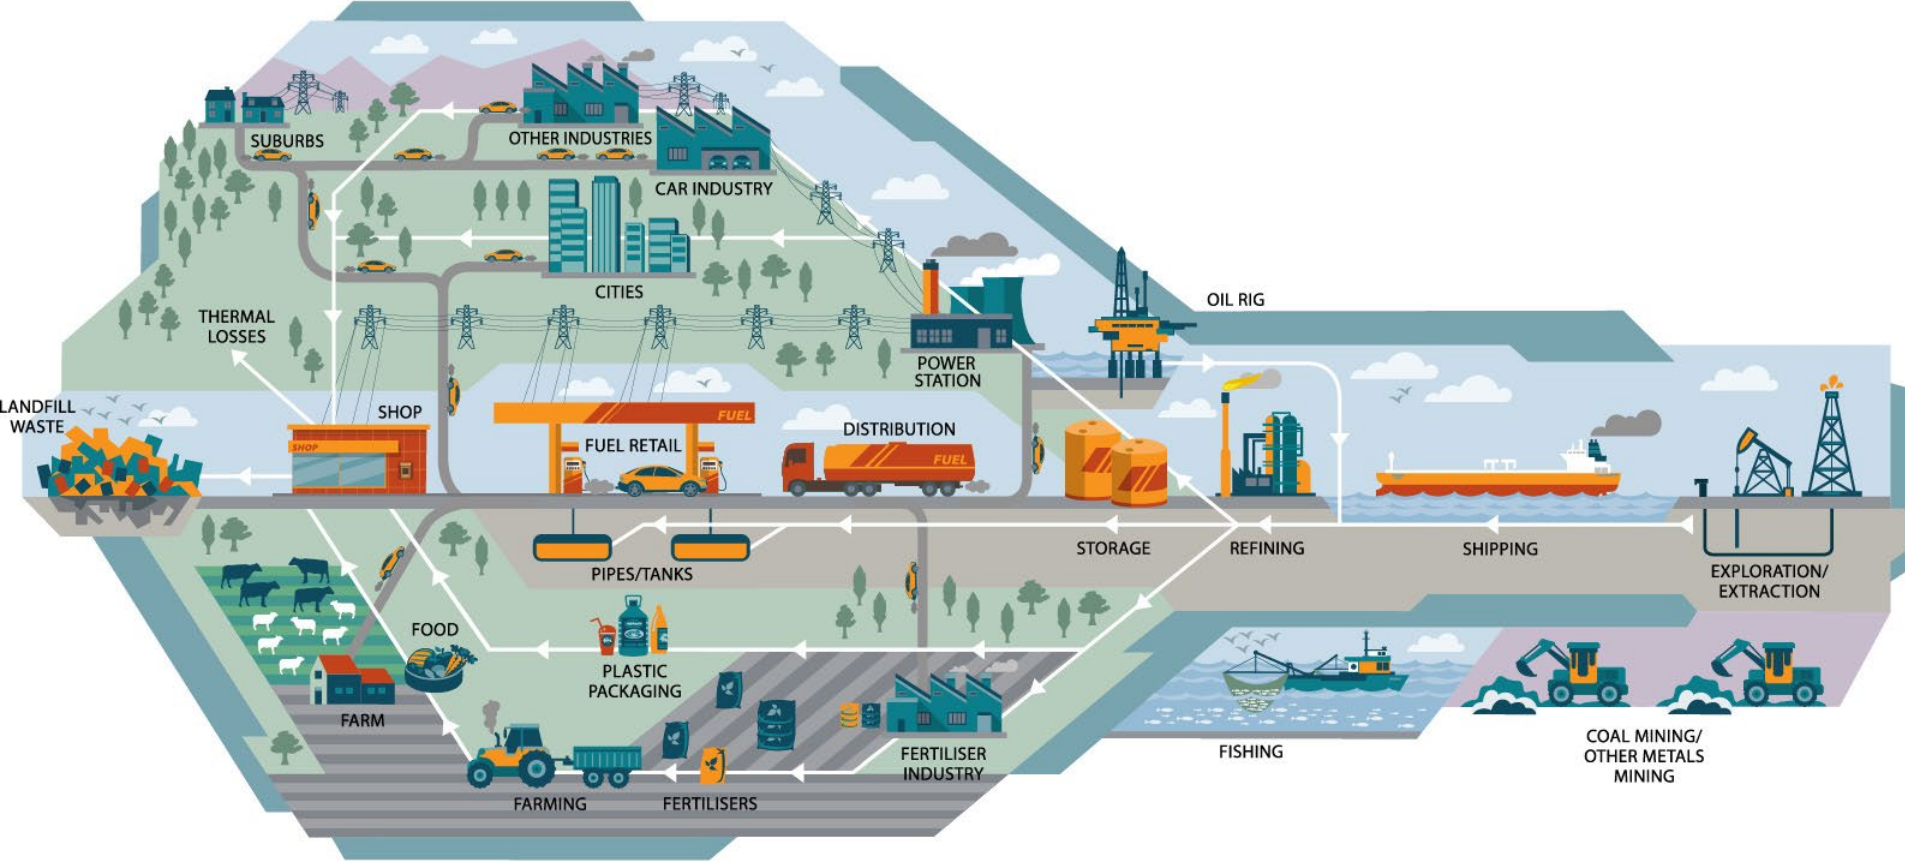 SUBURBS
OTHER INDUSTRIES
CAR INDUSTRY
CITIES
THERMAL
LOSSES
POWER
STATION
OIL RIG
LANDFILL
WASTE
SHOP
SHOP
FUEL
FUEL RETAIL
DISTRIBUTION
FUEL
PIPES/TANKS
STORAGE
REFINING
SHIPPING
EXPLORATION/
EXTRACTION
FOOD
PLASTIC
PACKAGING
FARM
FERTILISER
INDUSTRY
FARMING
FERTILISERS
FISHING
COAL MINING/
OTHER METALS
MINING